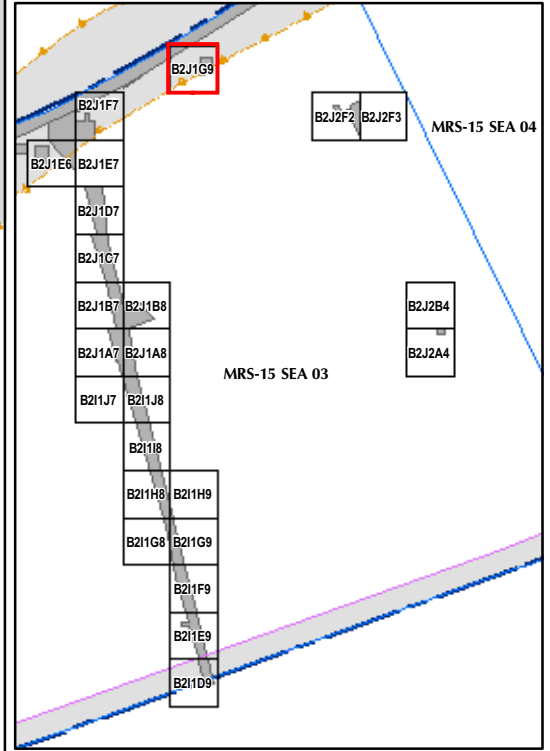 B2J1G9
B2J1F7
B2J2F2 B2J2F3
MRS-15 SEA 04
B2J1E6 B2J1E7
B2J1D7
B2J1C7
B2J1B7 B2J1B8
B2J2B4
B2J1A7 B2J1A8
B2J2A4
MRS-15 SEA 03
B2I1J7 B2I1J8
B2I1I8
B2I1H8 B2I1H9
B2I1G8 B2I1G9
B2I1F9
B2I1E9
B2I1D9